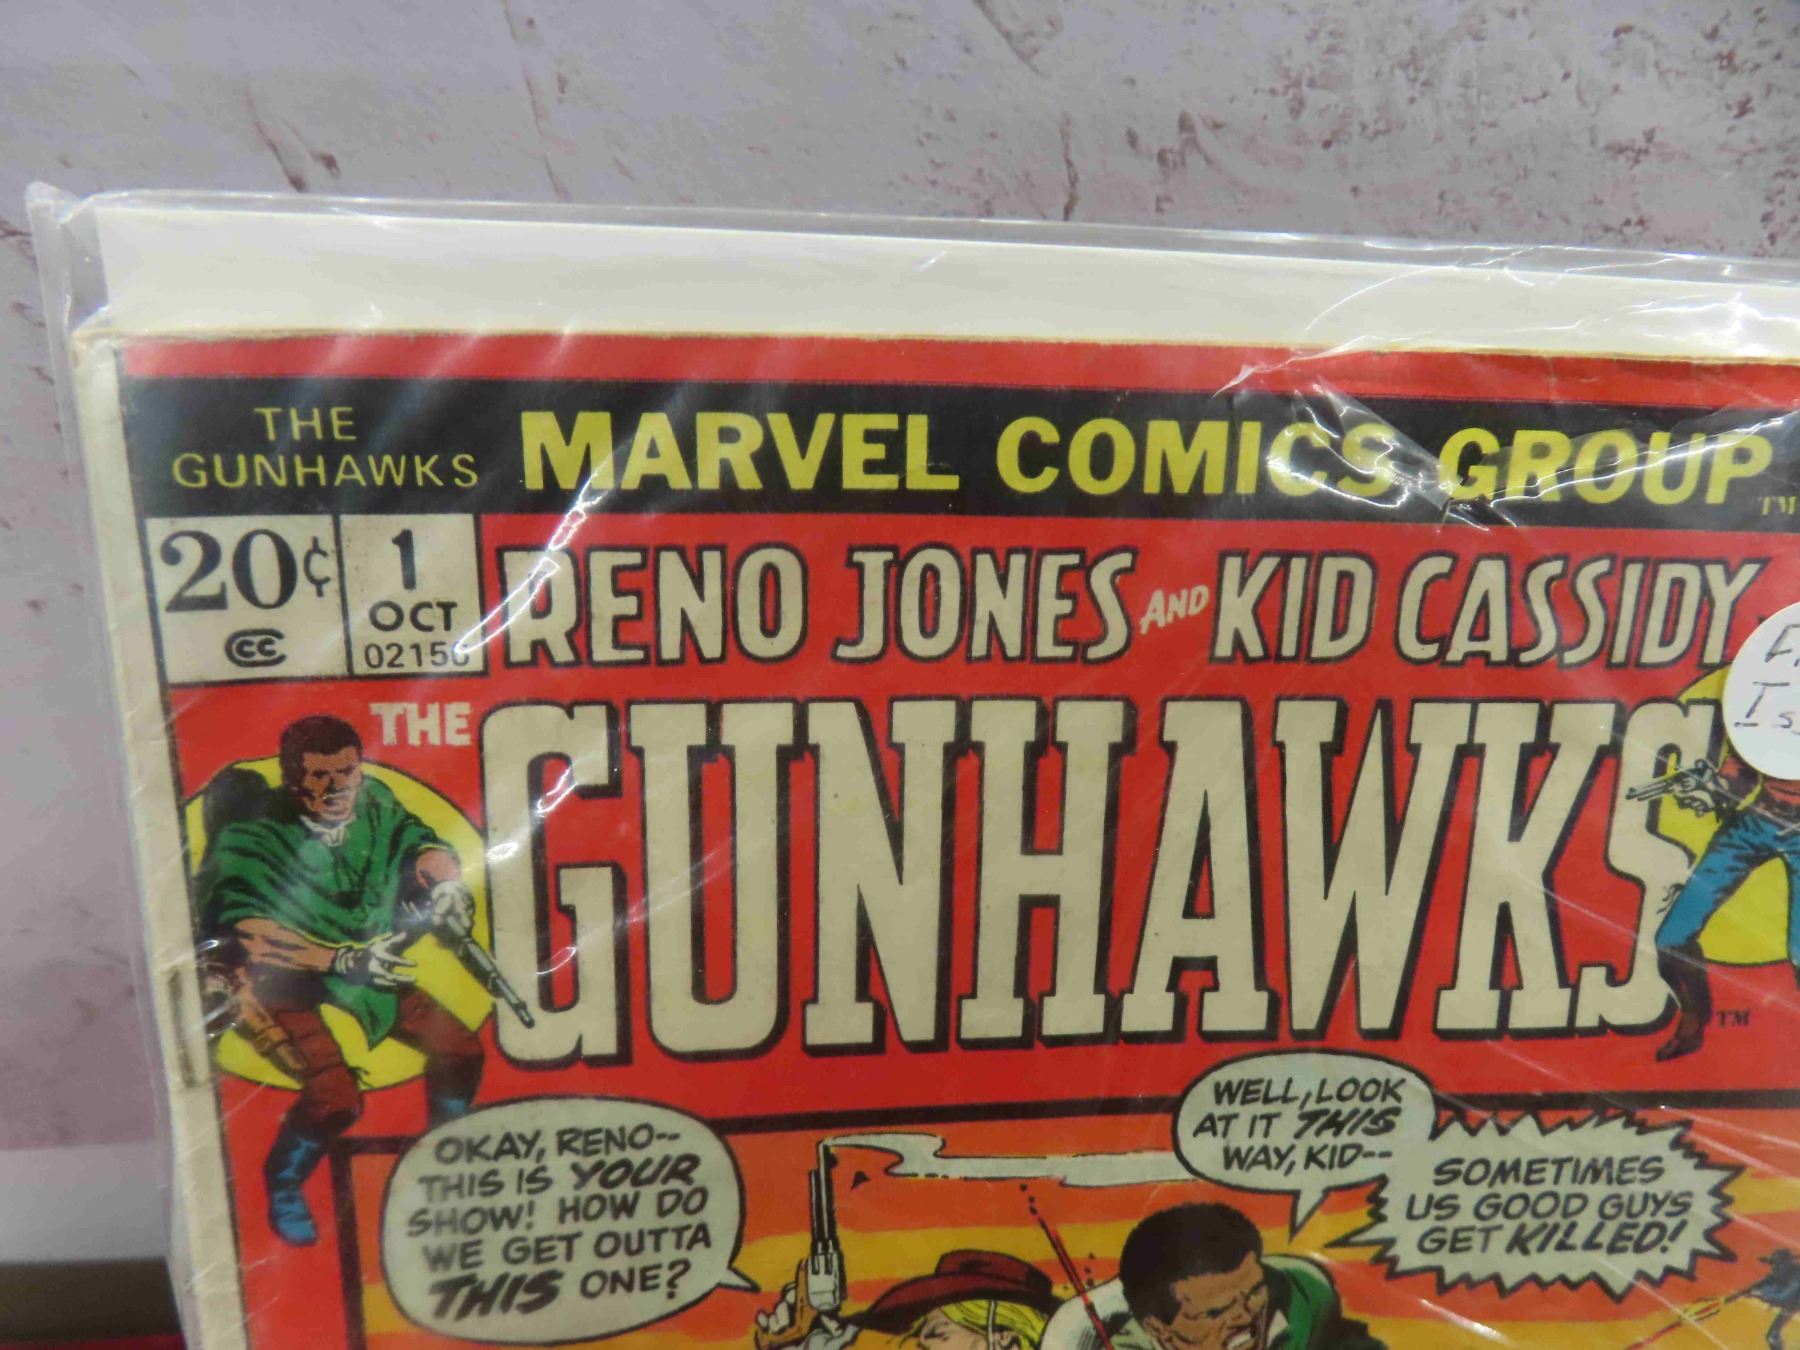 THE
GUNHAWKS
MARVEL COMICS GROUP
TM
20¢
CC
1
OCT
02156
RENO JONES AND KID CASSIDY
THE
GUNHAWKS
TM
OKAY, RENO--
THIS IS YOUR
SHOW! HOW DO
WE GET OUTTA
THIS ONE?
WELL, LOOK
AT IT THIS
WAY, KID--
SOMETIMES
US GOOD GUYS
GET KILLED!